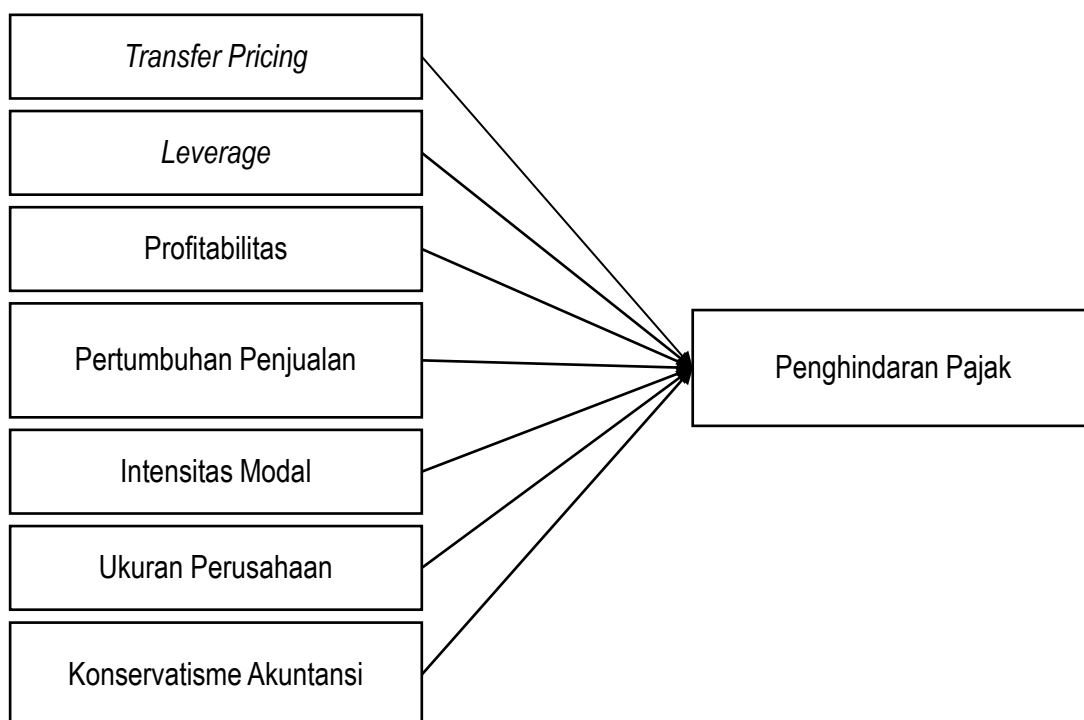 Transfer Pricing
Leverage
Profitabilitas
Pertumbuhan Penjualan
Penghindaran Pajak
Intensitas Modal
Ukuran Perusahaan
Konservatisme Akuntansi